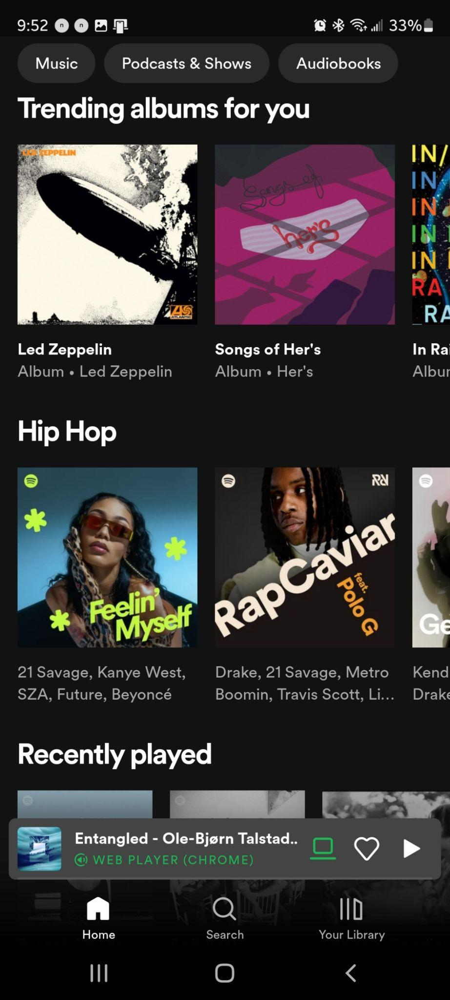 9:52
33%
Music
Podcasts & Shows
Audiobooks
Trending albums for you
LED ZEPPELIN
ATLANTIC
Songs of
her's
IN/
IN
IN
IN
IN
RA
_RA
Led Zeppelin
Album • Led Zeppelin
Songs of Her's
Album • Her's
In Rai
Album
Hip Hop
Feelin'
Myself
RapCaviar
feat.
Polo G
Ge
21 Savage, Kanye West,
SZA, Future, Beyoncé
Drake, 21 Savage, Metro
Boomin, Travis Scott, Li...
Kend
Drake
Recently played
Entangled - Ole-Bjørn Talstad..
WEB PLAYER (CHROME)
Home
Search
Your Library